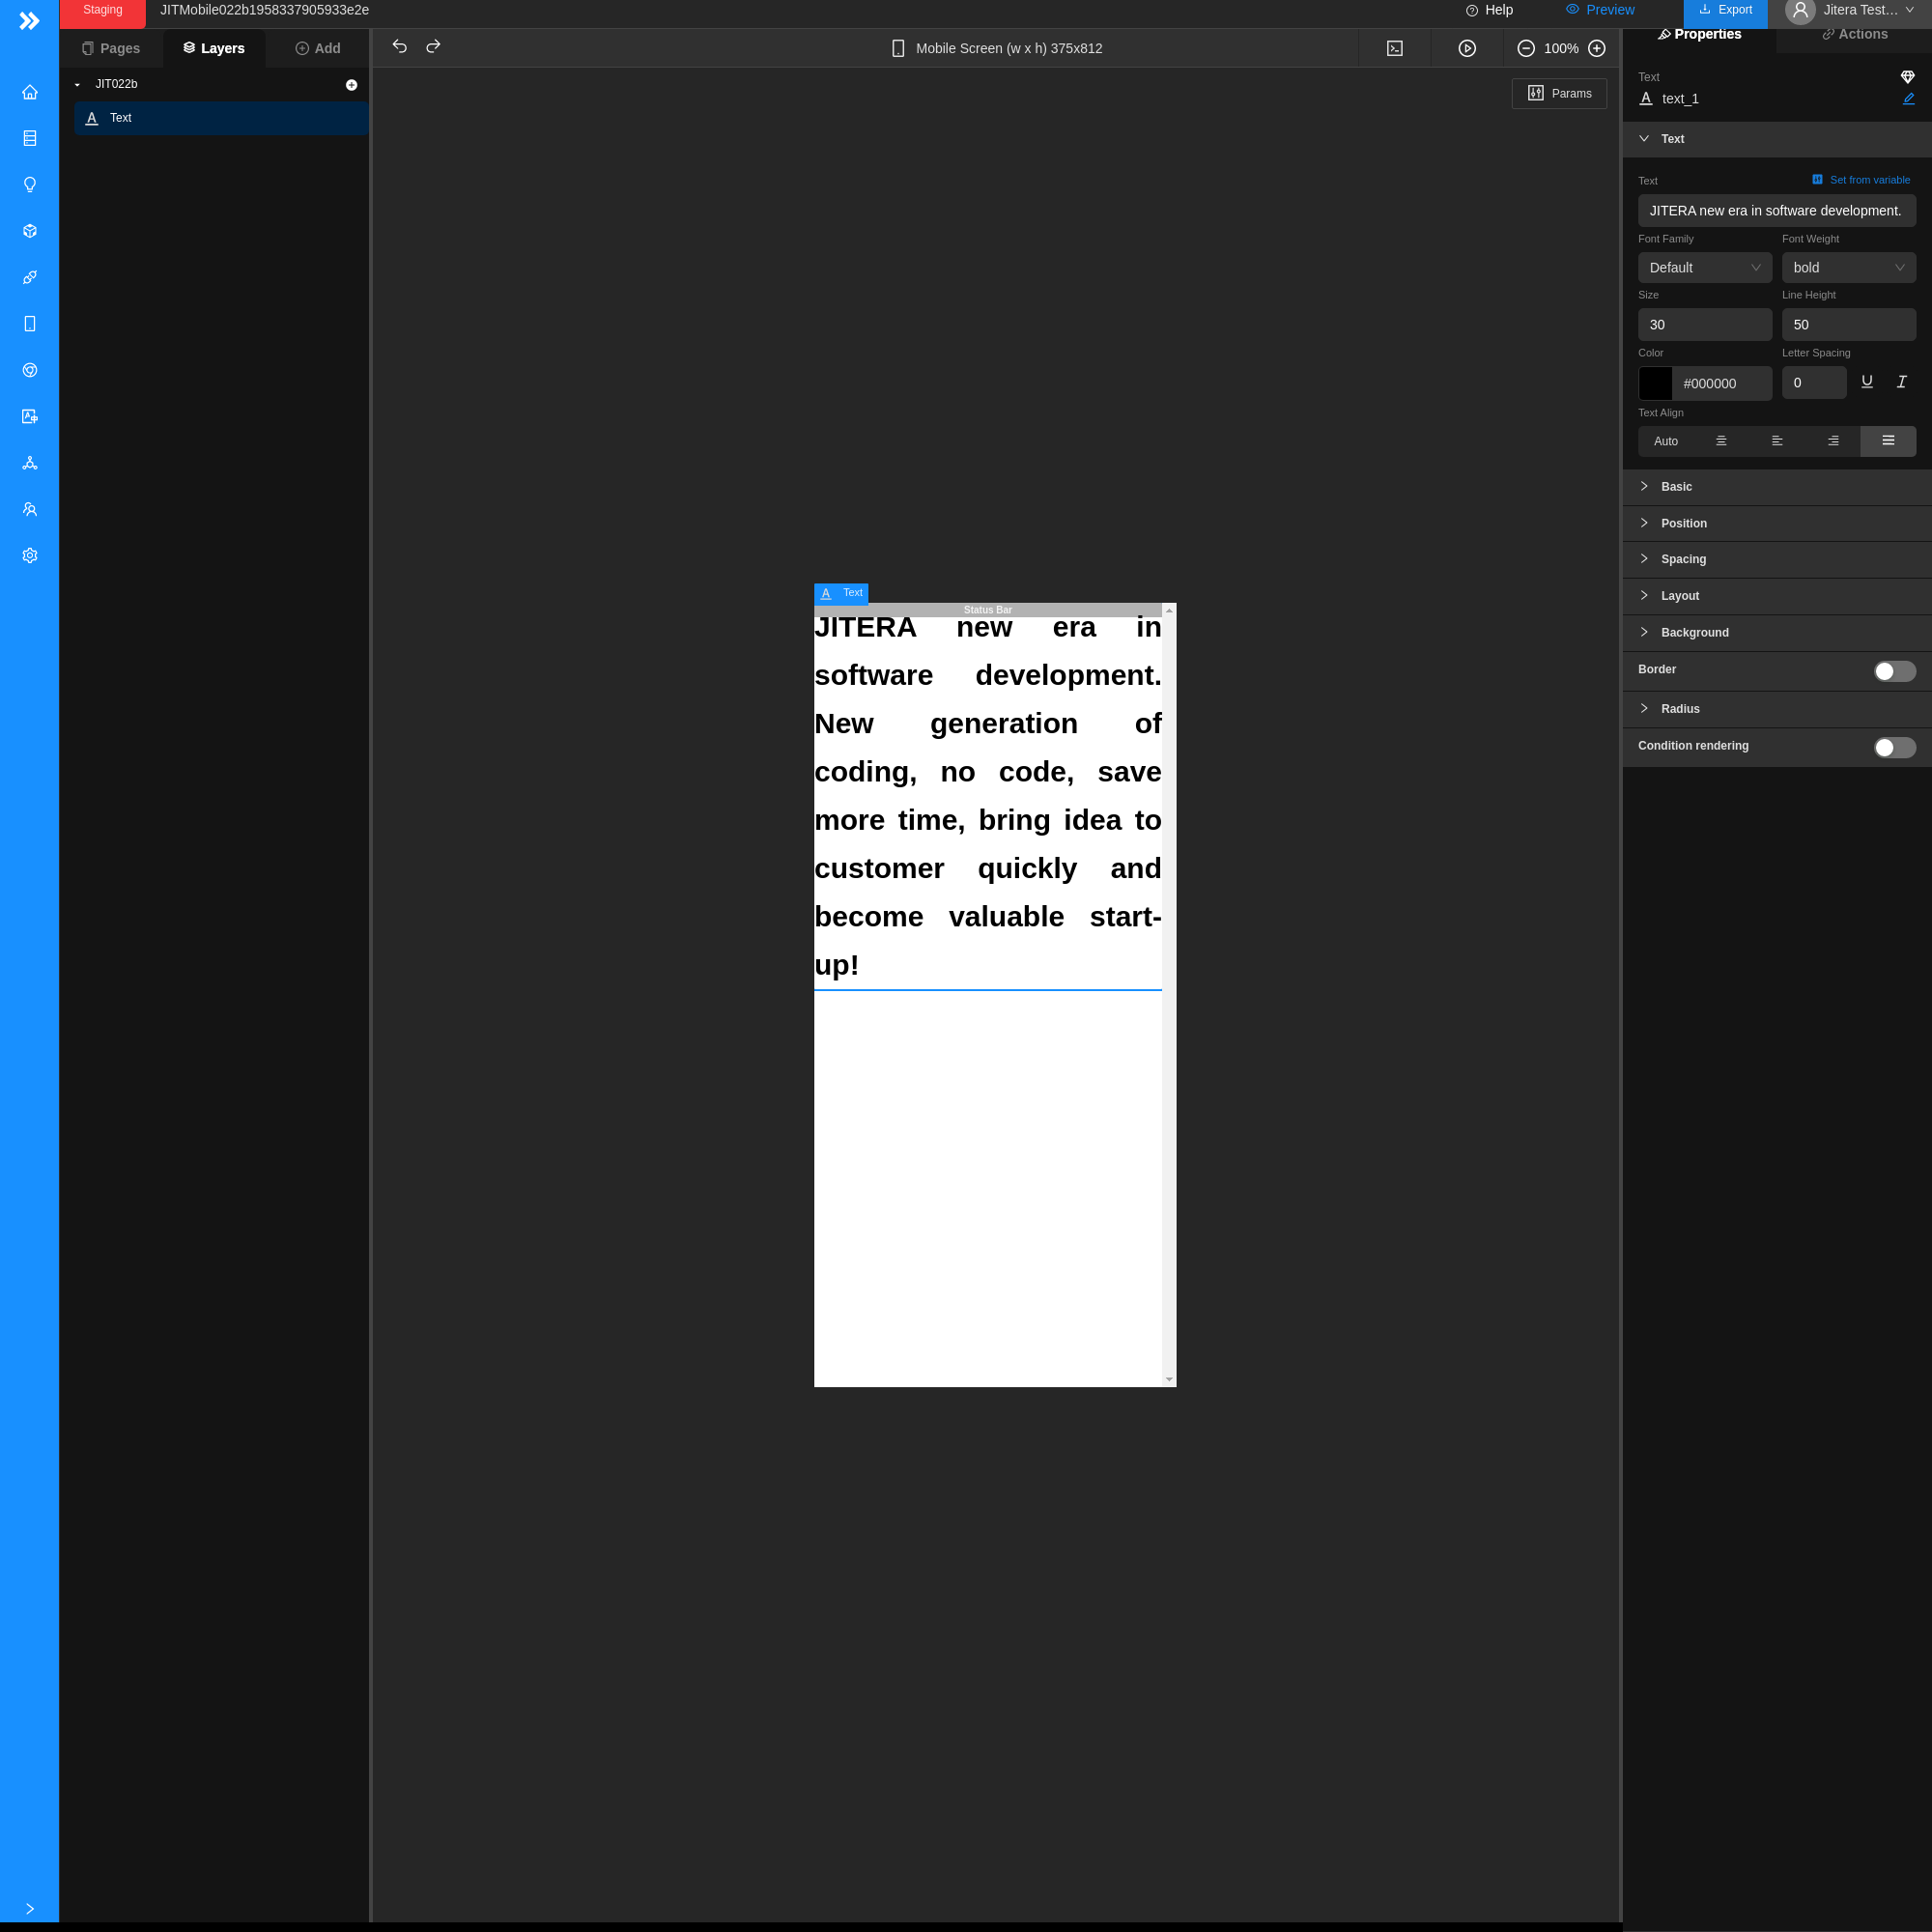 Staging
JITMobile022b1958337905933e2e
Help
Preview
Export
Jitera Test...
Pages
Layers
Add
Mobile Screen (w x h) 375x812
100%
Properties
Actions
JIT022b
Text
Params
Text
text_1
Text
Text
Set from variable
JITERA new era in software development.
Font Family
Font Weight
Default
bold
Size
Line Height
30
50
Color
Letter Spacing
#000000
0
Text Align
Auto
Basic
Position
Spacing
Layout
Background
Border
Radius
Condition rendering
Text
Status Bar
JITERA new era in
software development.
New generation of
coding, no code, save
more time, bring idea to
customer quickly and
become valuable start-
up!